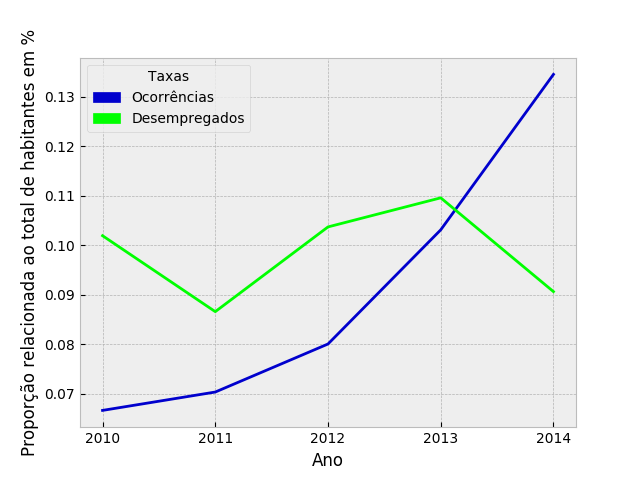 Proporção relacionada ao total de habitantes em %
Taxas
Ocorrências
Desempregados
0.13
0.12
0.11
0.10
0.09
0.08
0.07
2010 2011 2012 2013 2014
Ano